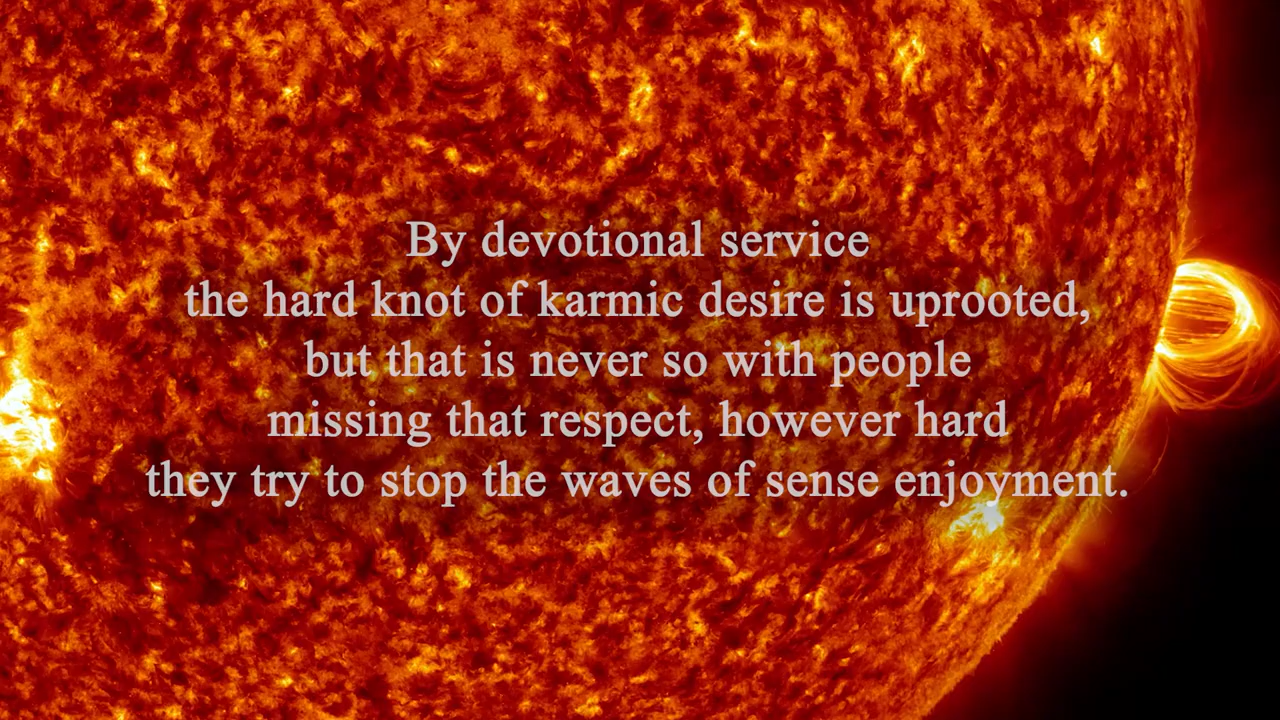 By devotional service
the hard knot of karmic desire is uprooted,
but that is never so with people
missing that respect, however hard
they try to stop the waves of sense enjoyment.